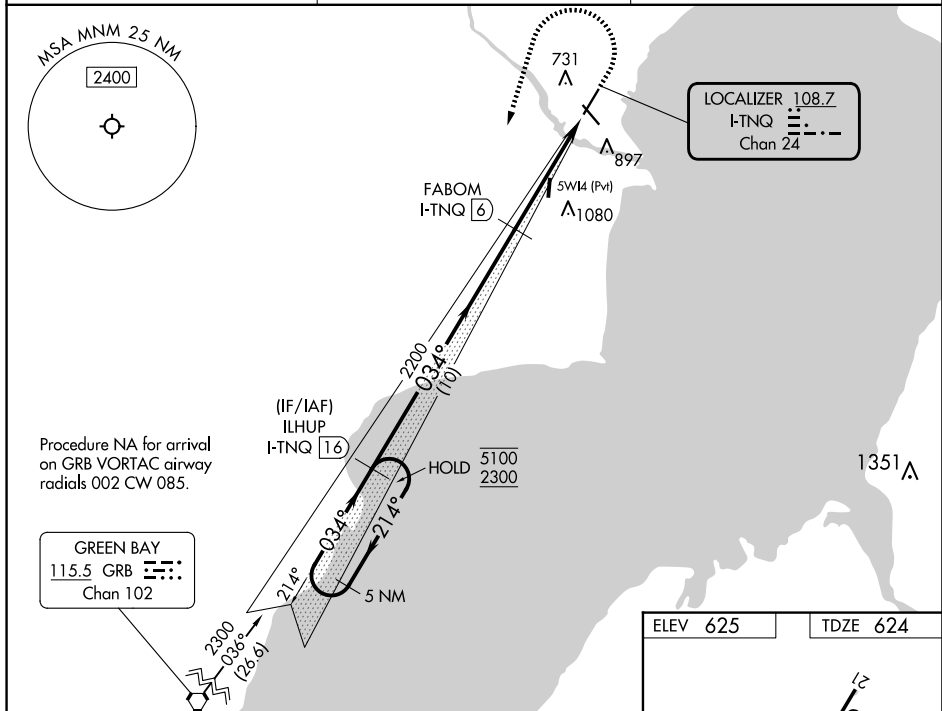 MSA MNM 25 NM
2400
731
LOCALIZER 108.7
I-TNQ
Chan 24
897
5WI4 (Pvt)
1080
FABOM
I-TNQ 6
2200
034°
(10)
(IF/IAF)
ILHUP
I-TNQ 16
HOLD
5100
2300
1351
Procedure NA for arrival
on GRB VORTAC airway
radials 002 CW 085.
034°
214°
214°
5 NM
GREEN BAY
115.5 GRB
Chan 102
2300
036°
(26.6)
ELEV 625
TDZE 624
21